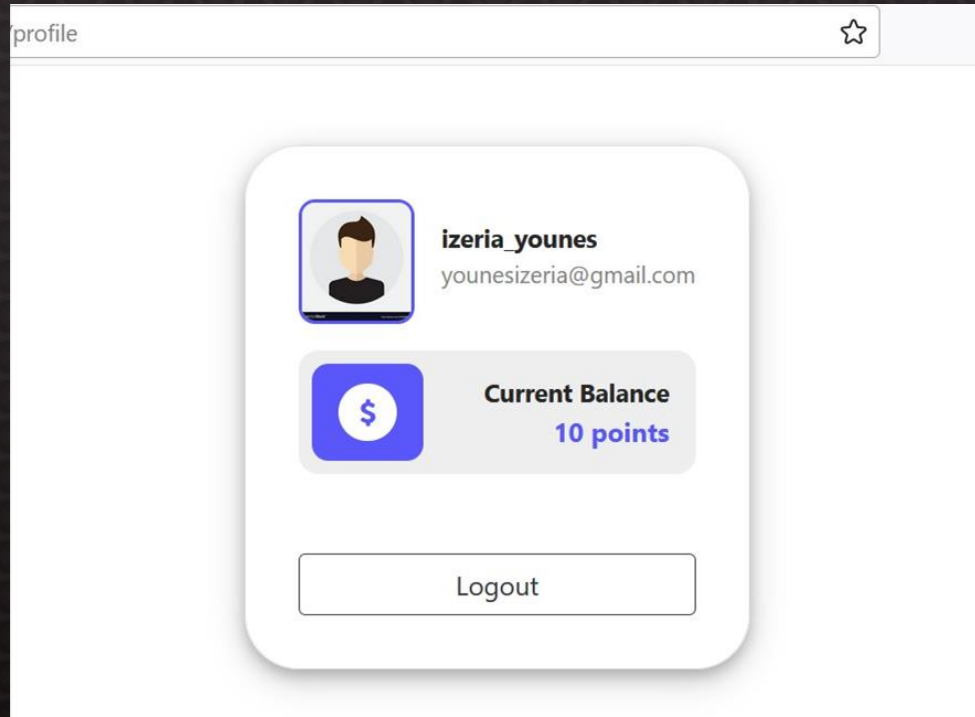 /profile
izeria_younes
younesizeria@gmail.com
$
Current Balance
10 points
Logout